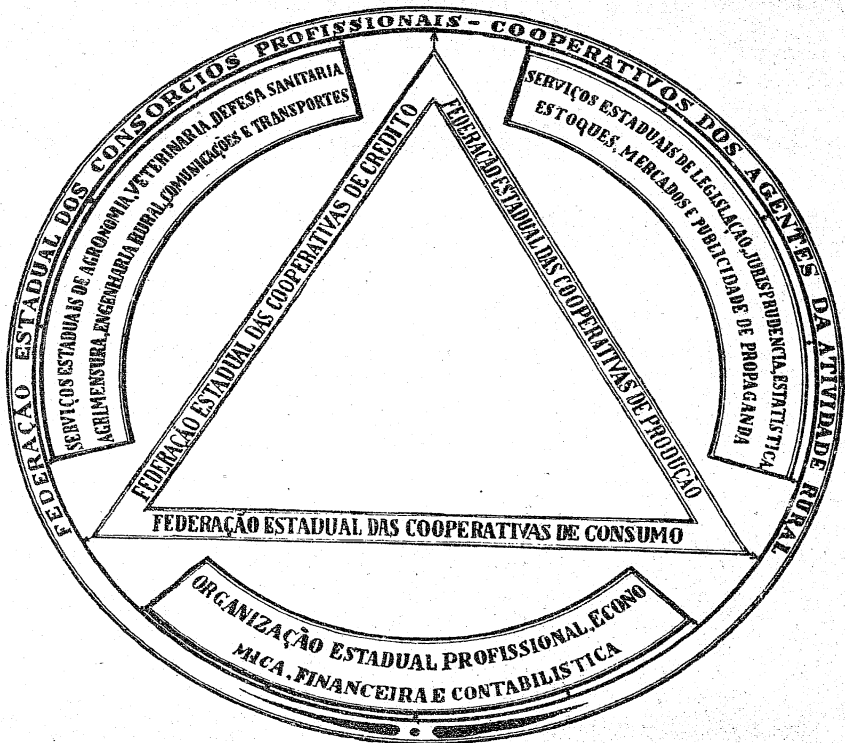 FEDERAÇÃO ESTADUAL DOS CONSORCIOS PROFISSIONAIS - COOPERATIVOS DOS AGENTES DA ATIVIDADE RURAL
SERVIÇOS ESTADUAIS DE AGRONOMIA, VETERINARIA, DEFESA SANITARIA
AGRIMENSURA, ENGENHARIA RURAL, COMUNICAÇÕES E TRANSPORTES
SERVIÇOS ESTADUAIS DE LEGISLAÇÃO, JURISPRUDENCIA, ESTATISTICA
ESTOQUES, MERCADOS E PUBLICIDADE DE PROPAGANDA
FEDERAÇÃO ESTADUAL DAS COOPERATIVAS DE CREDITO
FEDERAÇÃO ESTADUAL DAS COOPERATIVAS DE PRODUÇÃO
FEDERAÇÃO ESTADUAL DAS COOPERATIVAS DE CONSUMO
ORGANIZAÇÃO ESTADUAL PROFISSIONAL, ECONO
MICA, FINANCEIRA E CONTABILISTICA